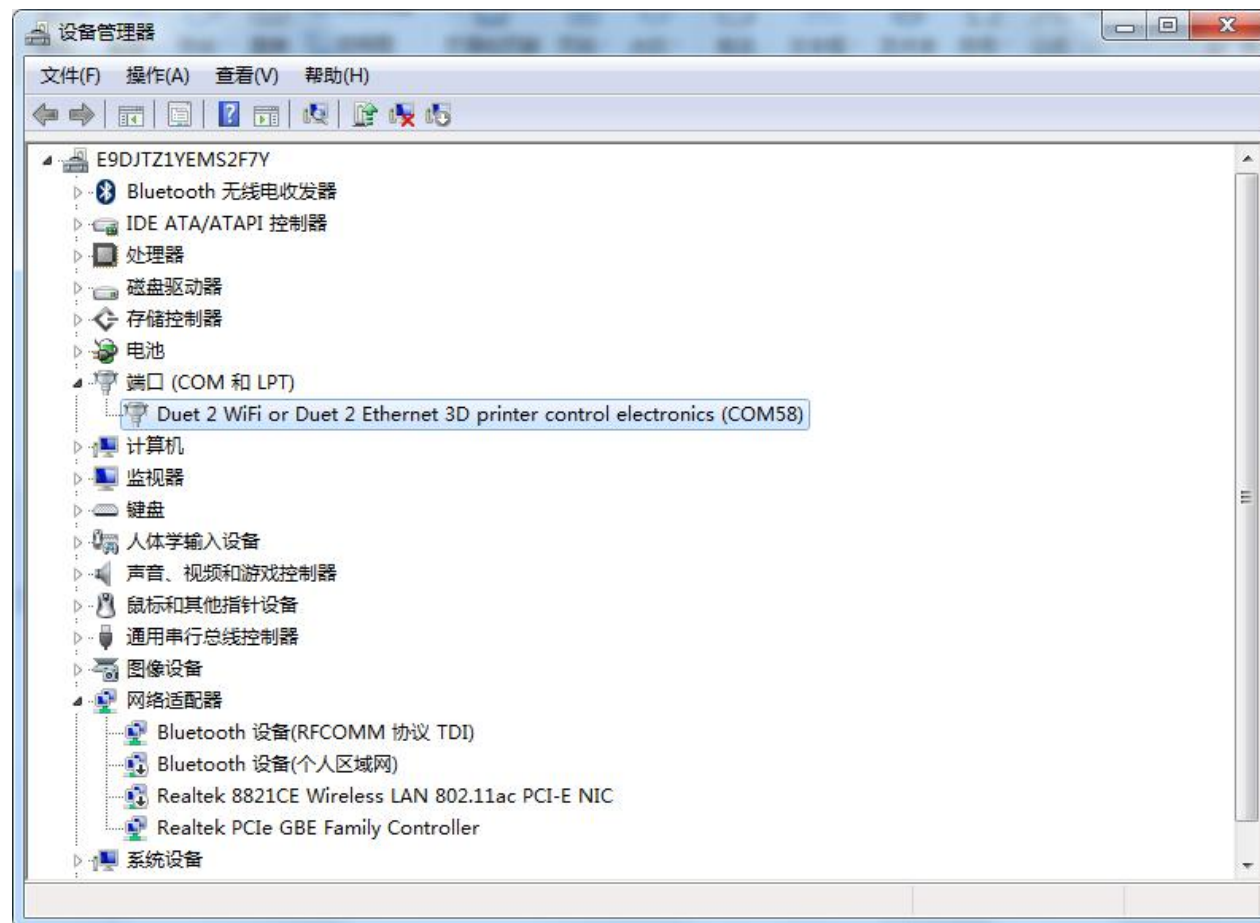 设备管理器
文件(F) 操作(A) 查看(V) 帮助(H)
E9DJTZ1YEMS2F7Y
Bluetooth 无线电收发器
IDE ATA/ATAPI 控制器
处理器
磁盘驱动器
存储控制器
电池
端口 (COM 和 LPT)
Duet 2 WiFi or Duet 2 Ethernet 3D printer control electronics (COM58)
计算机
监视器
键盘
人体学输入设备
声音、视频和游戏控制器
鼠标和其他指针设备
通用串行总线控制器
图像设备
网络适配器
Bluetooth 设备(RFCOMM 协议 TDI)
Bluetooth 设备(个人区域网)
Realtek 8821CE Wireless LAN 802.11ac PCI-E NIC
Realtek PCIe GBE Family Controller
系统设备